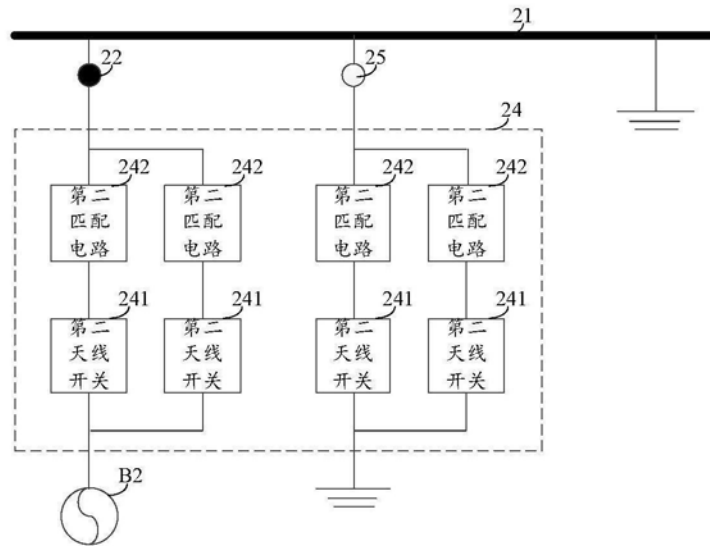 21
22
25
24
242
242
242
242
第二
匹配
电路
第二
匹配
电路
第二
匹配
电路
第二
匹配
电路
241
241
241
241
第二
天线
开关
第二
天线
开关
第二
天线
开关
第二
天线
开关
B2